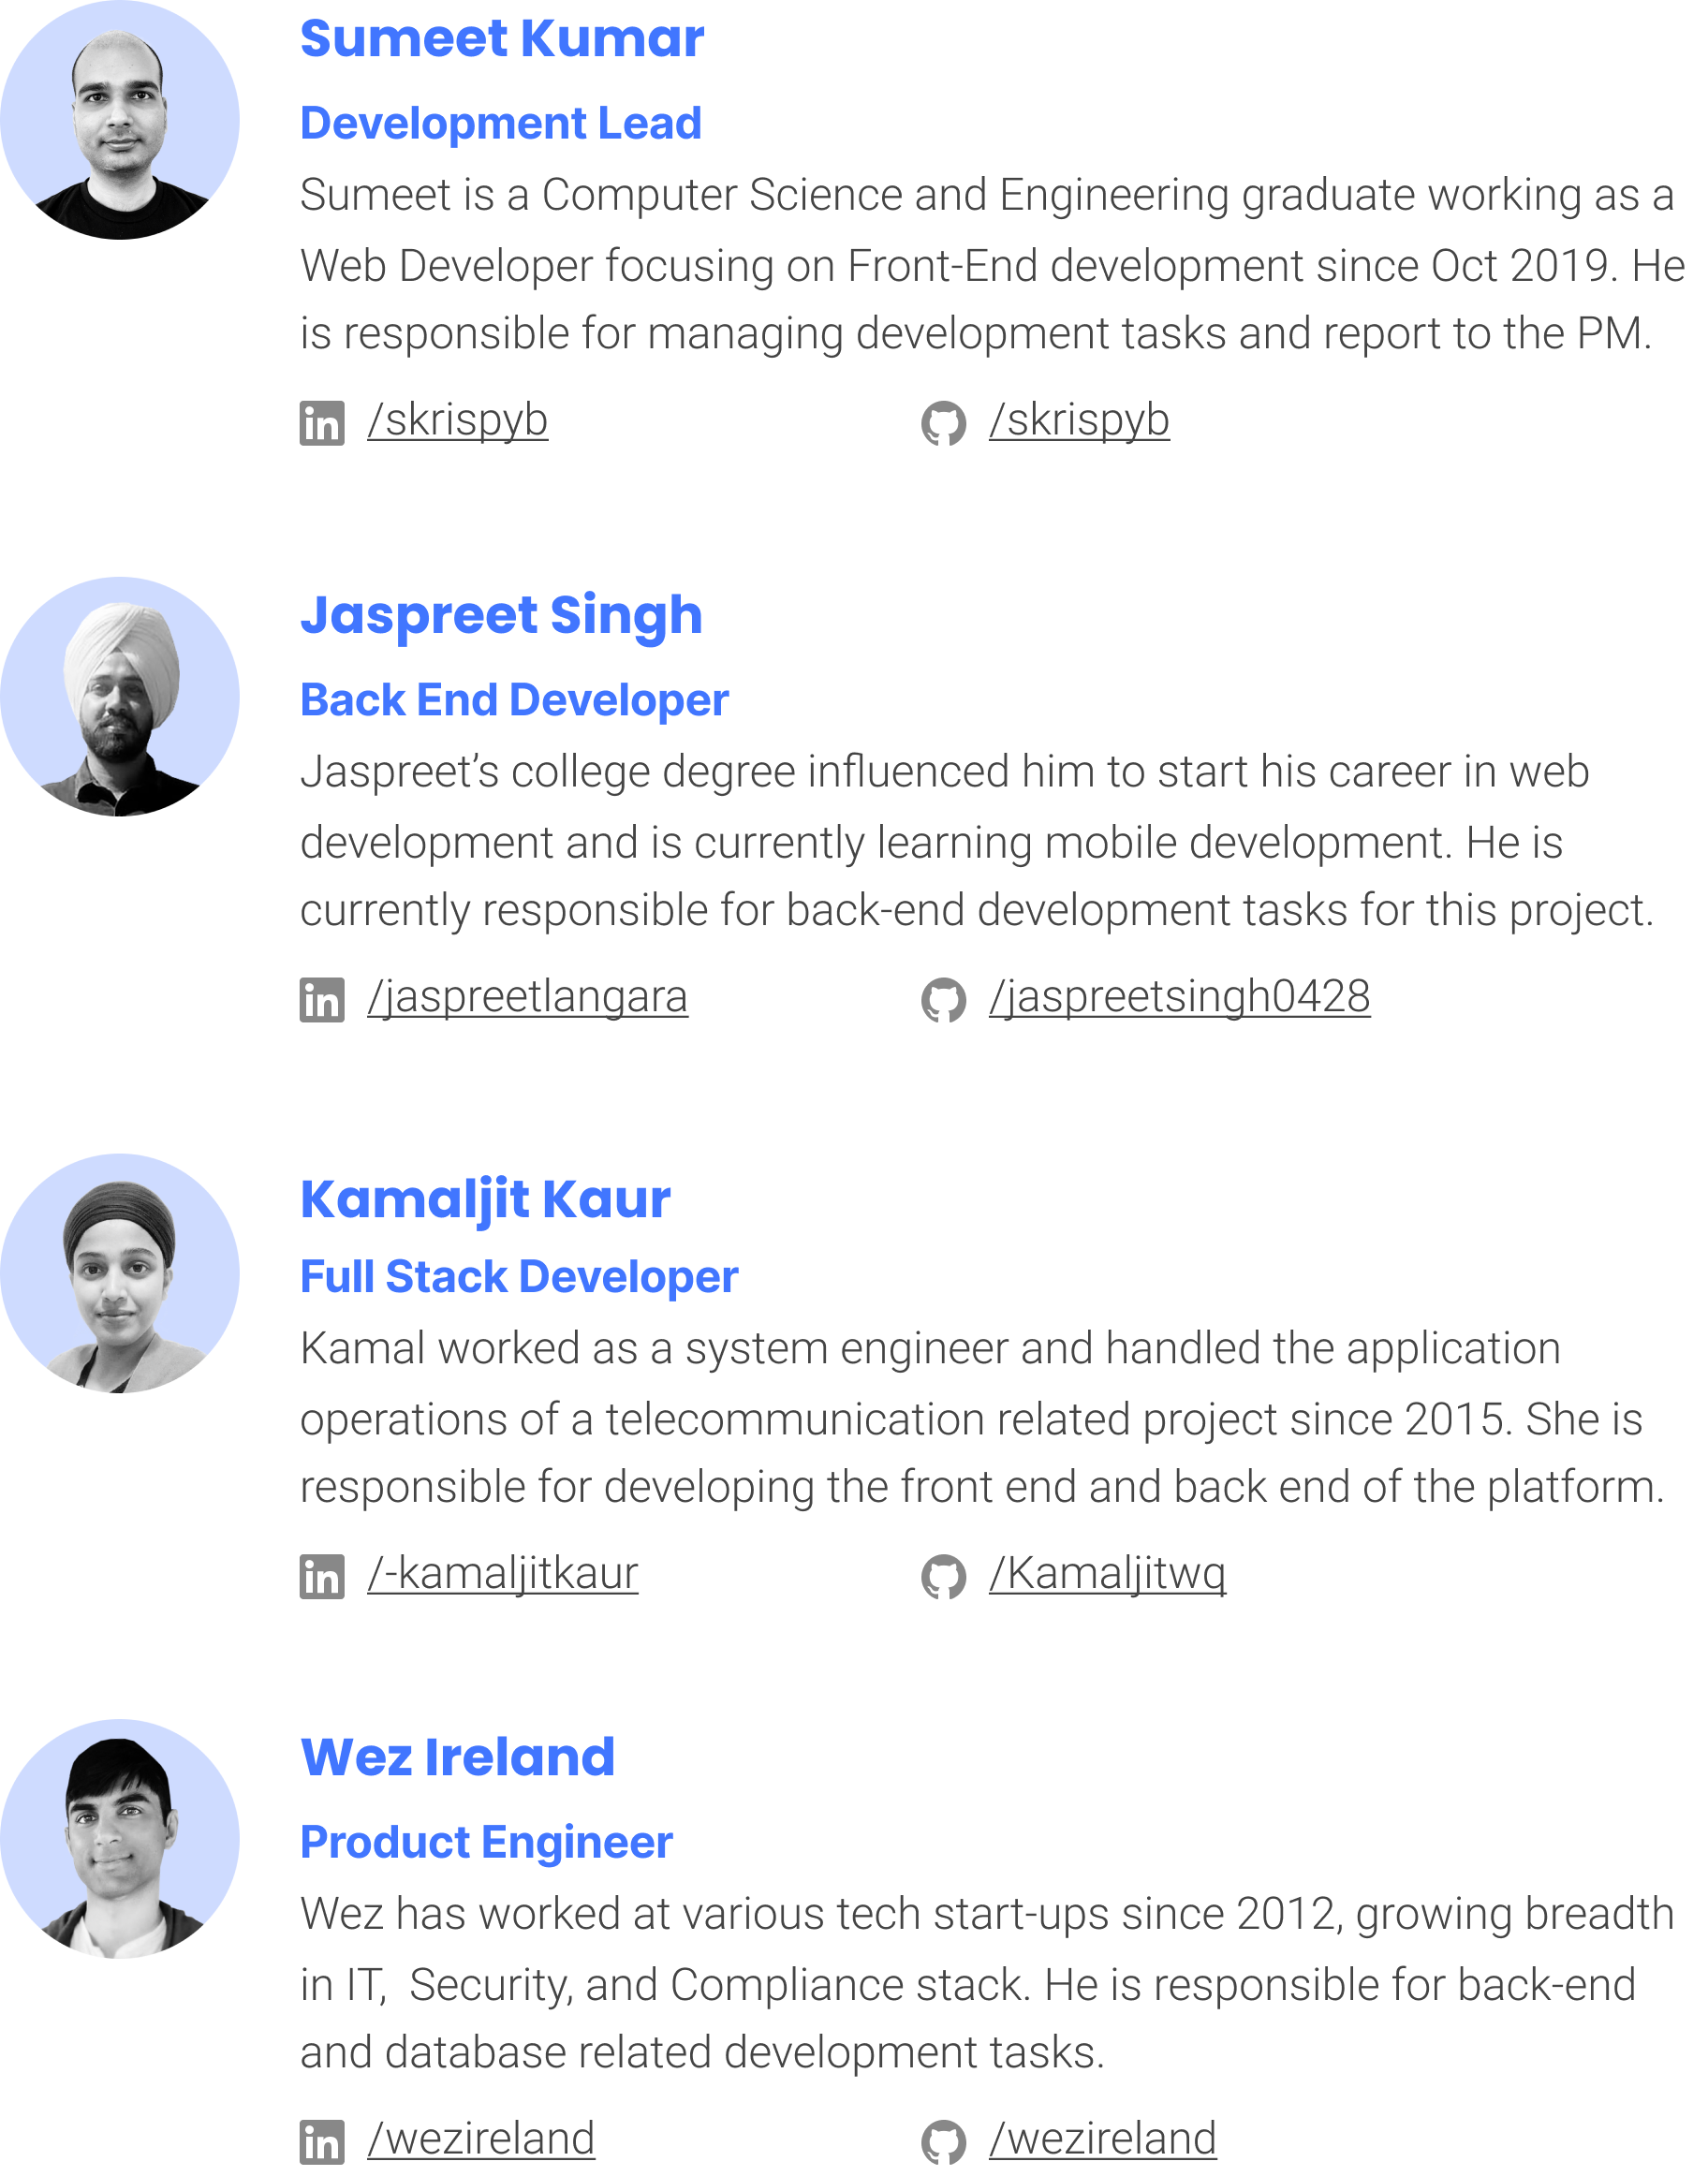 Sumeet Kumar
Development Lead
Sumeet is a Computer Science and Engineering graduate working as a
Web Developer focusing on Front-End development since Oct 2019. He
is responsible for managing development tasks and report to the PM.
in /skrispyb /skrispyb
Jaspreet Singh
Back End Developer
Jaspreet’s college degree influenced him to start his career in web
development and is currently learning mobile development. He is
currently responsible for back-end development tasks for this project.
in /jaspreetlangara /jaspreetsingh0428
Kamaljit Kaur
Full Stack Developer
Kamal worked as a system engineer and handled the application
operations of a telecommunication related project since 2015. She is
responsible for developing the front end and back end of the platform.
in /-kamaljitkaur /Kamaljitwq
Wez Ireland
Product Engineer
Wez has worked at various tech start-ups since 2012, growing breadth
in IT,  Security, and Compliance stack. He is responsible for back-end
and database related development tasks.
in /wezireland /wezireland